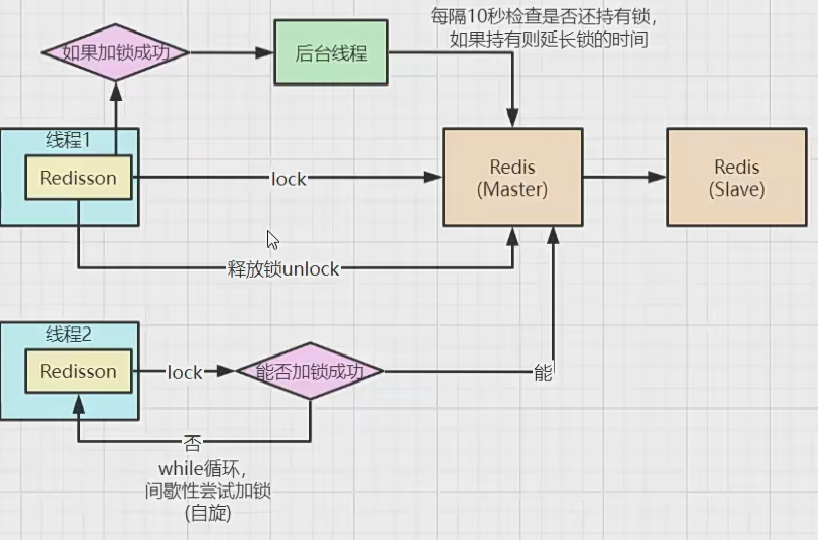 每隔10秒检查是否还持有锁，
如果持有则延长锁的时间
如果加锁成功
后台线程
线程1
Redisson
lock
Redis
(Master)
Redis
(Slave)
释放锁unlock
线程2
Redisson
lock
能否加锁成功
能
否
while循环，
间歇性尝试加锁
(自旋)